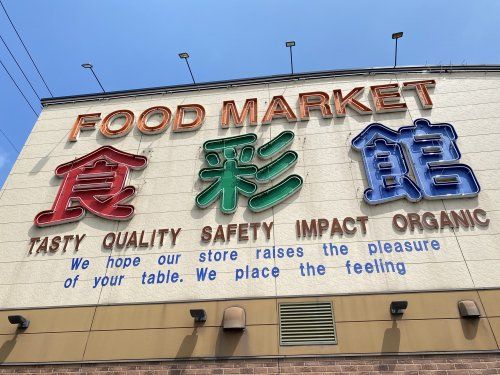 FOOD MARKET
食彩館
TASTY QUALITY SAFETY IMPACT ORGANIC
We hope our store raises the pleasure
of your table. We place the feeling